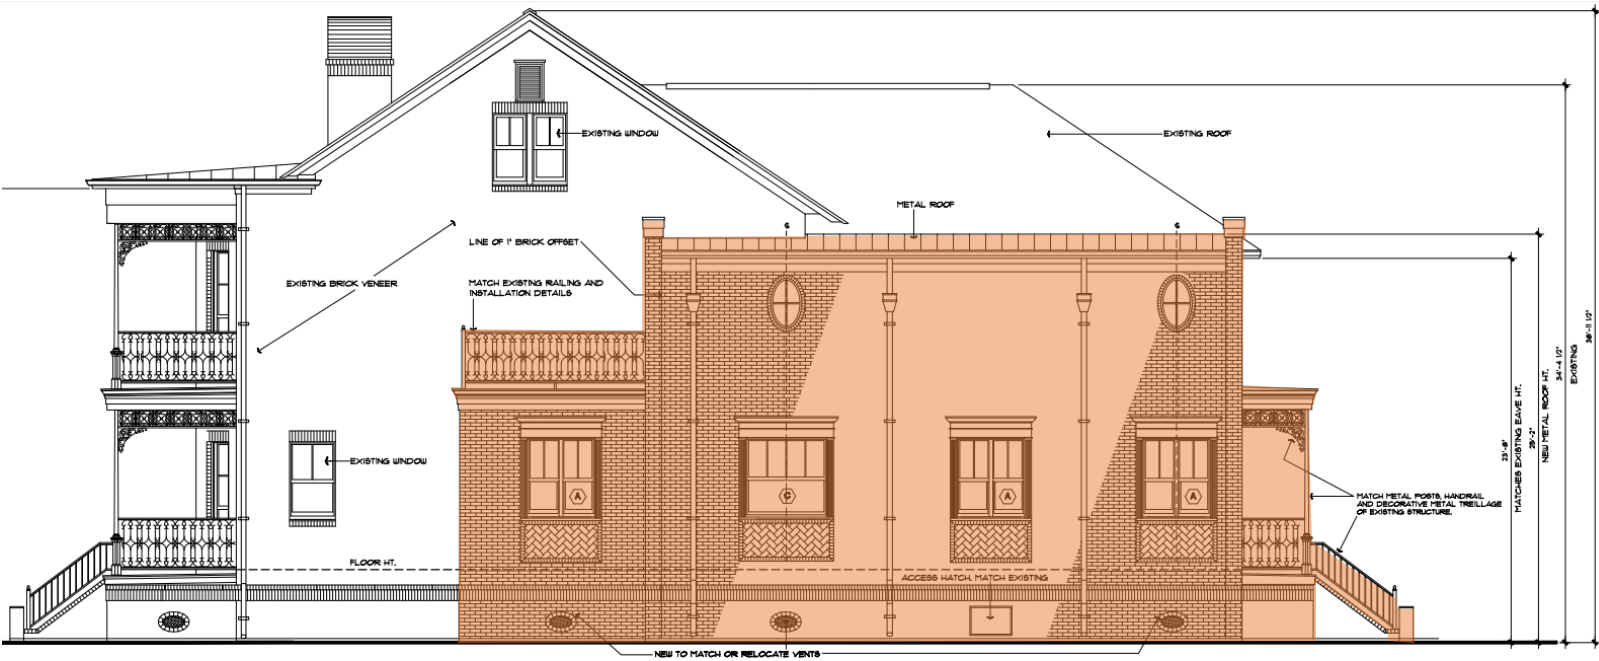 EXISTING WINDOW
EXISTING ROOF
METAL ROOF
LINE OF 1" BRICK OFFSET
EXISTING BRICK VENEER
MATCH EXISTING RAILING AND
INSTALLATION DETAILS
EXISTING WINDOW
A
C
A
A
MATCH METAL POSTS, HANDRAIL
AND DECORATIVE METAL TREILLAGE
OF EXISTING STRUCTURE.
FLOOR HT.
ACCESS HATCH, MATCH EXISTING
NEW TO MATCH OR RELOCATE VENTS
MATCHES EXISTING EAVE HT.
25'-2"
NEW METAL ROOF HT.
34'-4 1/2"
EXISTING
38'-11 1/2"